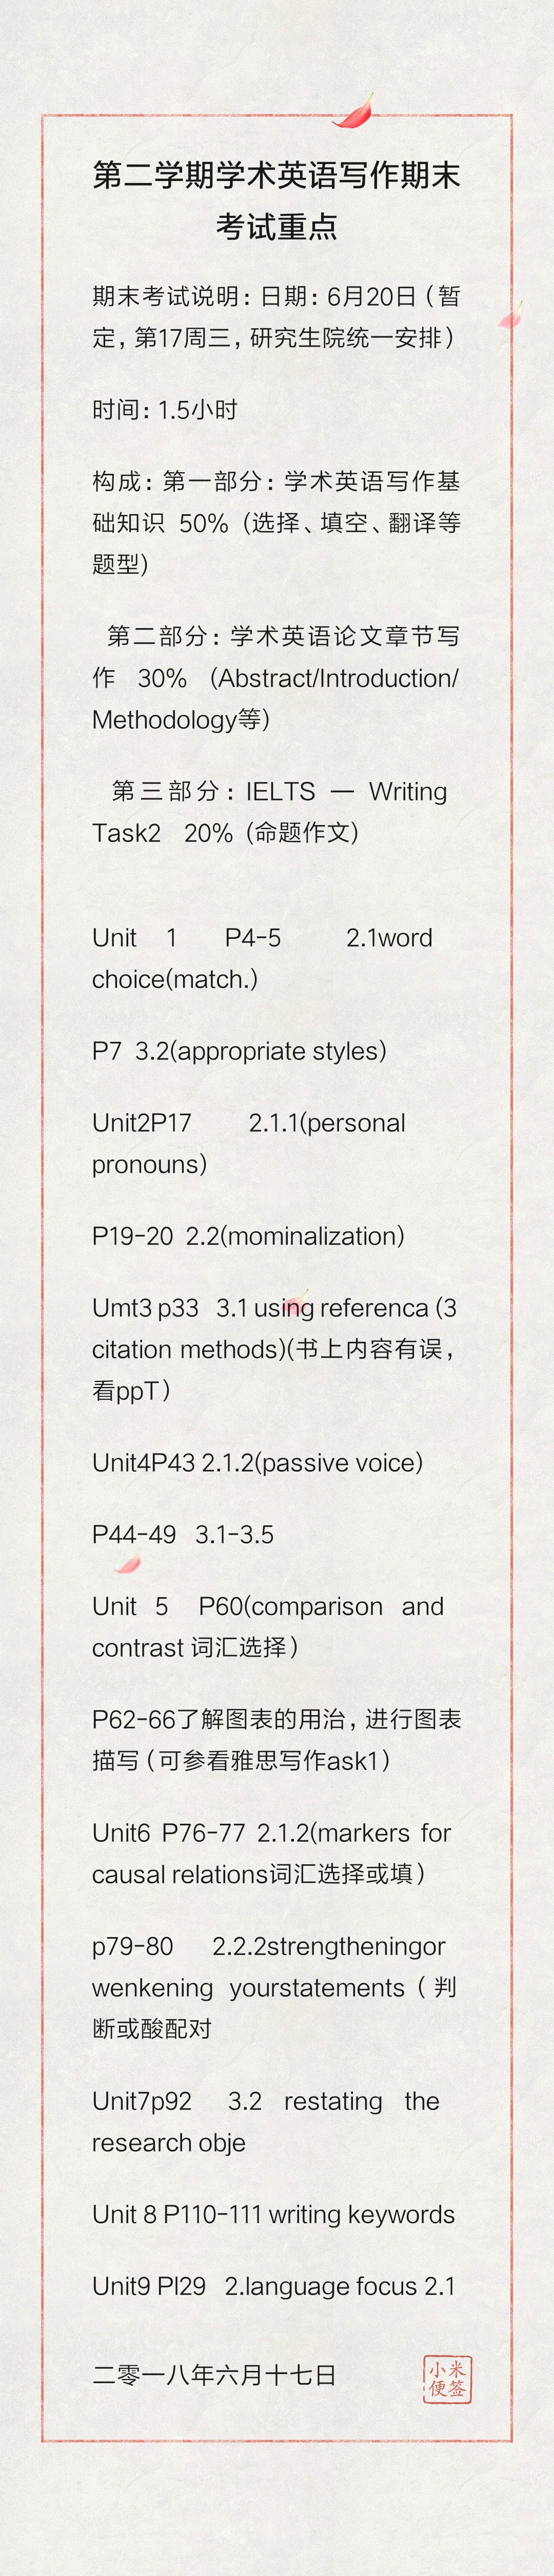 第二学期学术英语写作期末
考试重点
期末考试说明：日期：6月20日（暂
定，第17周三，研究生院统一安排）
时间：1.5小时
构成：第一部分：学术英语写作基
础知识 50%（选择、填空、翻译等
题型)
第二部分：学术英语论文章节写
作 30% (Abstract/Introduction/
Methodology等)
第三部分：IELTS — Writing
Task2 20%（命题作文)
Unit 1 P4-5 2.1word
choice(match.)
P7 3.2(appropriate styles)
Unit2P17 2.1.1(personal
pronouns)
P19-20 2.2(mominalization)
Umt3 p33 3.1 using referenca (3
citation methods)(书上内容有误，
看ppT）
Unit4P43 2.1.2(passive voice)
P44-49 3.1-3.5
Unit 5 P60(comparison and
contrast 词汇选择）
P62-66了解图表的用治，进行图表
描写（可参看雅思写作ask1）
Unit6 P76-77 2.1.2(markers for
causal relations词汇选择或填）
p79-80 2.2.2strengtheningor
wenkening yourstatements（判
断或酸配对
Unit7p92 3.2 restating the
research obje
Unit 8 P110-111 writing keywords
Unit9 Pl29 2.language focus 2.1
二零一八年六月十七日
小米
便签